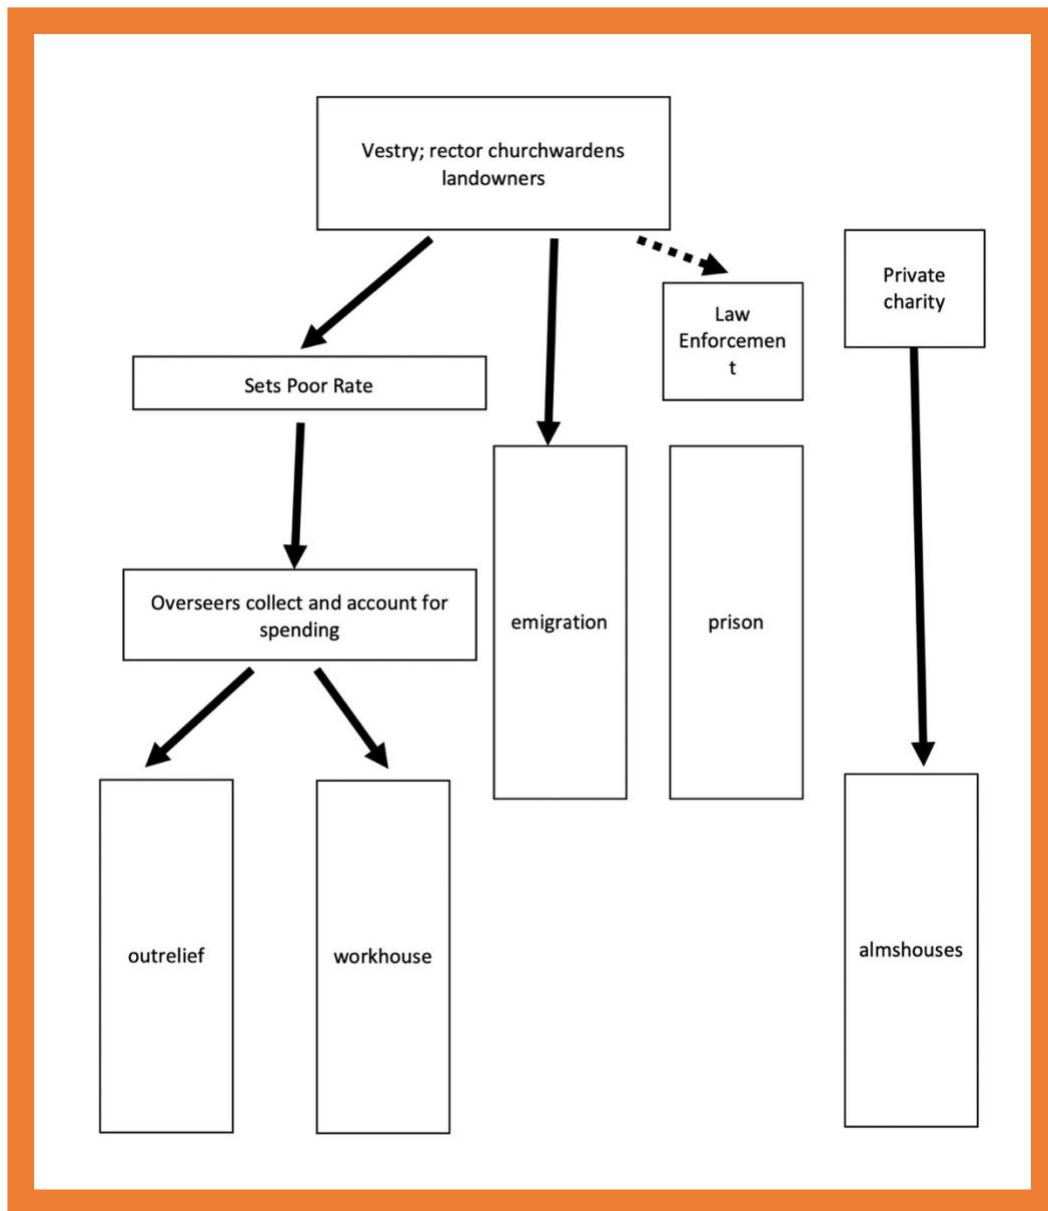 Vestry; rector churchwardens
landowners
Private
charity
Law
Enforcemen
t
Sets Poor Rate
Overseers collect and account for
spending
emigration
prison
outrelief
workhouse
almshouses